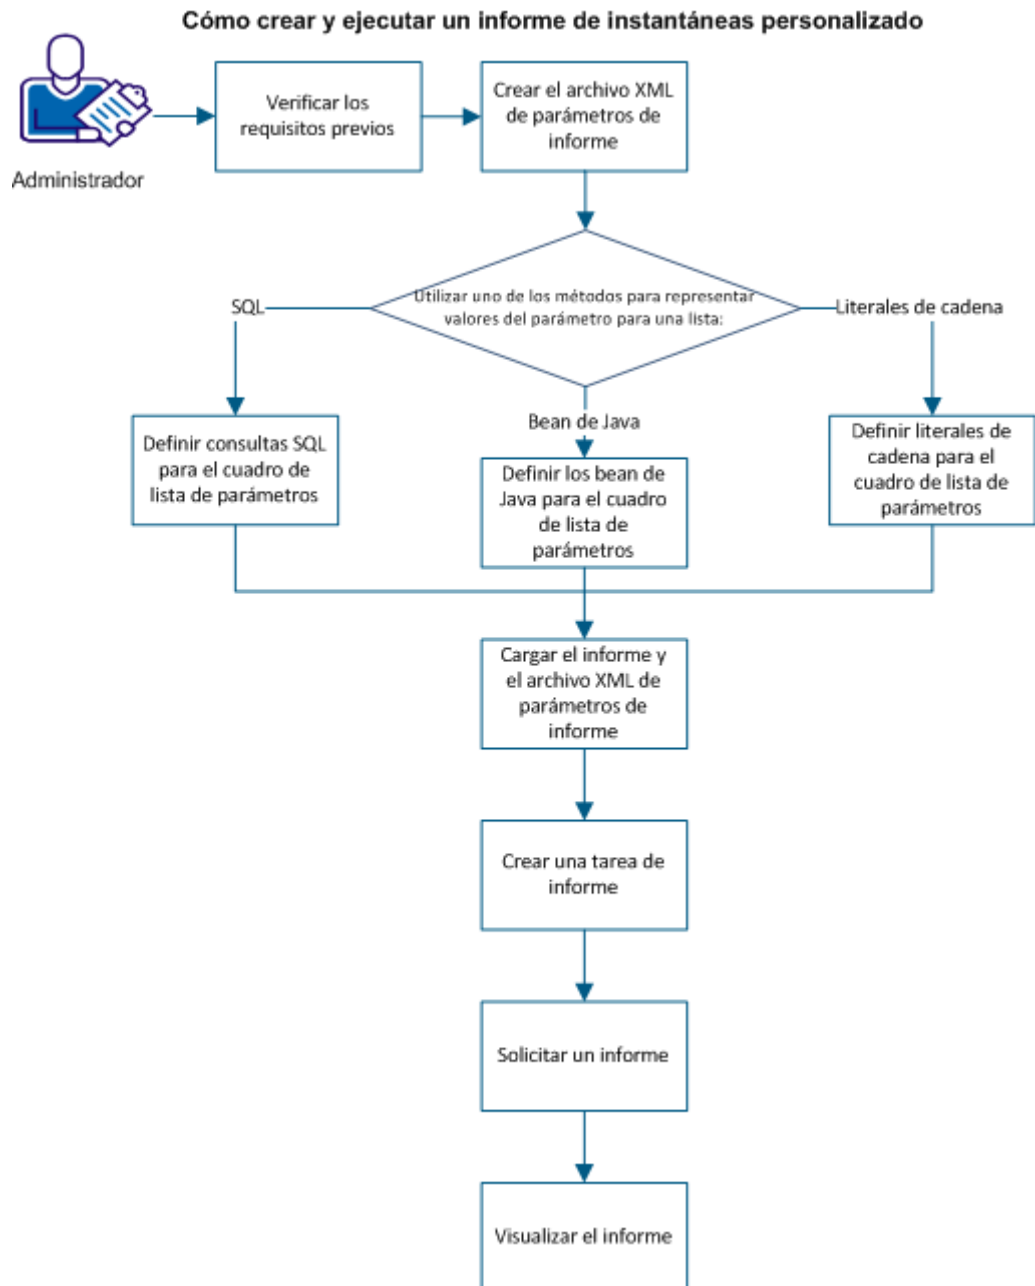 Cómo crear y ejecutar un informe de instantáneas personalizado
Administrador
Verificar los
requisitos previos
Crear el archivo XML
de parámetros de
informe
Utilizar uno de los métodos para representar
valores del parámetro para una lista:
SQL
Bean de Java
Literales de cadena
Definir consultas SQL
para el cuadro de
lista de parámetros
Definir los bean de
Java para el cuadro
de lista de
parámetros
Definir literales de
cadena para el
cuadro de lista de
parámetros
Cargar el informe y
el archivo XML de
parámetros de
informe
Crear una tarea de
informe
Solicitar un informe
Visualizar el informe